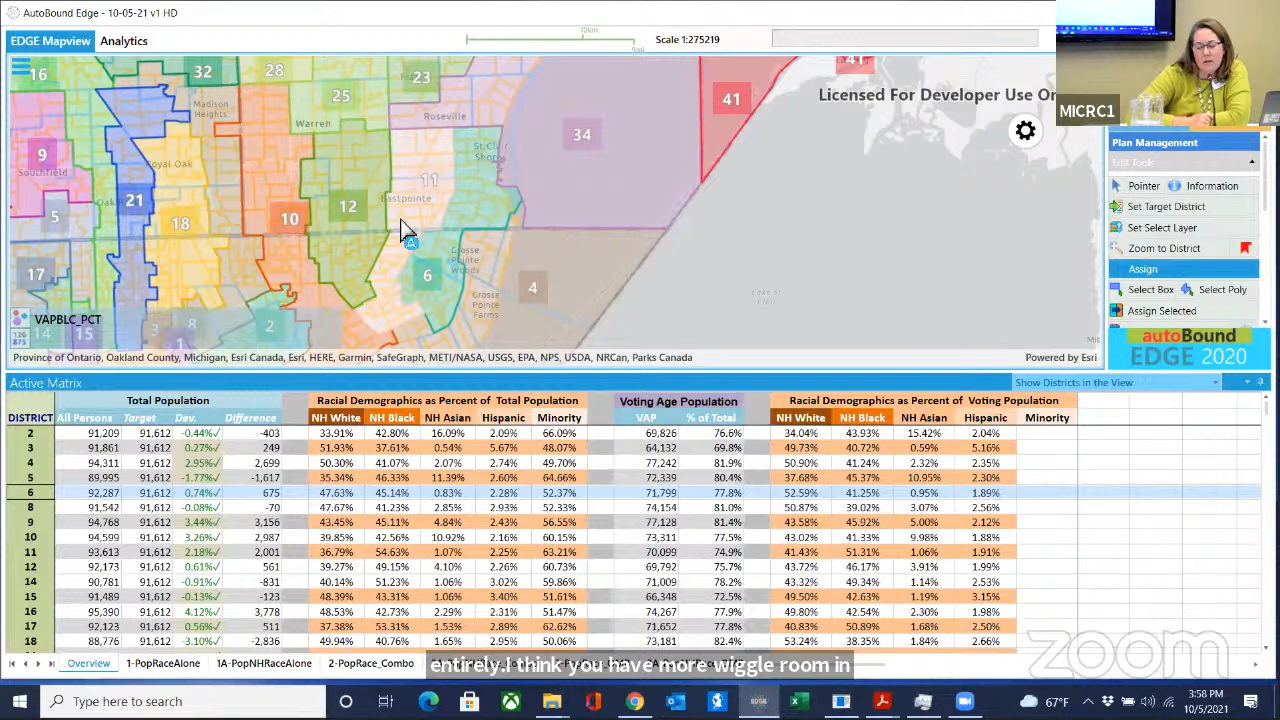 AutoBound Edge - 10-05-21 v1 HD
EDGE Mapview Analytics
10km
Scale 1:275219
16 32 28 25 23 41 41
Madison Heights
Warren
Roseville
St. Clair Shores
34
9 Southfield
Royal Oak
11
Eastpointe
5 21 18 10 12
17 6 4
Grosse Pointe Woods
Grosse Pointe Farms
VAPBLC_PCT
14 15 3 8 2
Licensed For Developer Use On
MICRC1
Province of Ontario, Oakland County, Michigan, Esri Canada, Esri, HERE, Garmin, SafeGraph, METI/NASA, USGS, EPA, NPS, USDA, NRCan, Parks Canada
Powered by Esri
Plan Management
Edit Tools
Pointer Information
Set Target District
Set Select Layer
Zoom to District
Assign
Select Box Select Poly
Assign Selected
autoBound
EDGE 2020
Active Matrix
Show Districts in the View
Total Population Racial Demographics as Percent of Total Population Voting Age Population Racial Demographics as Percent of Voting Population
DISTRICT All Persons Target Dev. Difference NH White NH Black NH Asian Hispanic Minority VAP % of Total NH White NH Black NH Asian Hispanic Minority
2 91,209 91,612 -0.44%✓ -403 33.91% 42.80% 16.09% 2.09% 66.09% 69,826 76.6% 34.04% 43.93% 15.42% 2.04%
3 91,861 91,612 0.27%✓ 249 51.93% 37.61% 0.54% 5.67% 48.07% 64,132 69.8% 49.73% 40.72% 0.59% 5.16%
4 94,311 91,612 2.95%✓ 2,699 50.30% 41.07% 2.07% 2.74% 49.70% 77,242 81.9% 50.90% 41.24% 2.32% 2.35%
5 89,995 91,612 -1.77%✓ -1,617 35.34% 46.33% 11.39% 2.60% 64.66% 72,339 80.4% 37.68% 45.37% 10.95% 2.30%
6 92,287 91,612 0.74%✓ 675 47.63% 45.14% 0.83% 2.28% 52.37% 71,799 77.8% 52.59% 41.25% 0.95% 1.89%
8 91,542 91,612 -0.08%✓ -70 47.67% 41.23% 2.85% 2.93% 52.33% 74,154 81.0% 50.87% 39.02% 3.07% 2.56%
9 94,768 91,612 3.44%✓ 3,156 43.45% 45.11% 4.84% 2.43% 56.55% 77,128 81.4% 43.58% 45.92% 5.00% 2.12%
10 94,599 91,612 3.26%✓ 2,987 39.85% 42.56% 10.92% 2.16% 60.15% 73,311 77.5% 43.02% 41.33% 9.98% 1.88%
11 93,613 91,612 2.18%✓ 2,001 36.79% 54.63% 1.07% 2.25% 63.21% 70,099 74.9% 41.43% 51.31% 1.06% 1.91%
12 92,173 91,612 0.61%✓ 561 39.27% 49.15% 4.10% 2.26% 60.73% 69,792 75.7% 43.72% 46.17% 3.91% 1.99%
14 90,781 91,612 -0.91%✓ -831 40.14% 51.23% 1.06% 3.02% 59.86% 71,009 78.2% 43.32% 49.34% 1.14% 2.53%
15 91,489 91,612 -0.13%✓ -123 48.39% 43.31% 1.06% 3.40% 51.61% 66,348 72.5% 49.50% 42.63% 1.19% 3.15%
16 95,390 91,612 4.12%✓ 3,778 48.53% 42.73% 2.29% 2.31% 51.47% 74,267 77.9% 49.80% 42.54% 2.30% 1.98%
17 92,123 91,612 0.56%✓ 511 37.38% 53.31% 1.53% 2.89% 62.62% 71,652 77.8% 40.83% 50.89% 1.68% 2.50%
18 88,776 91,612 -3.10%✓ -2,836 49.94% 40.76% 1.65% 2.95% 50.06% 73,181 82.4% 53.24% 38.35% 1.84% 2.66%
Overview 1-PopRaceAlone 1A-PopNHRaceAlone 2-PopRace_Combo
entirely.I think you have more wiggle room in
zoom
Type here to search
EDGE
67°F
3:58 PM
10/5/2021